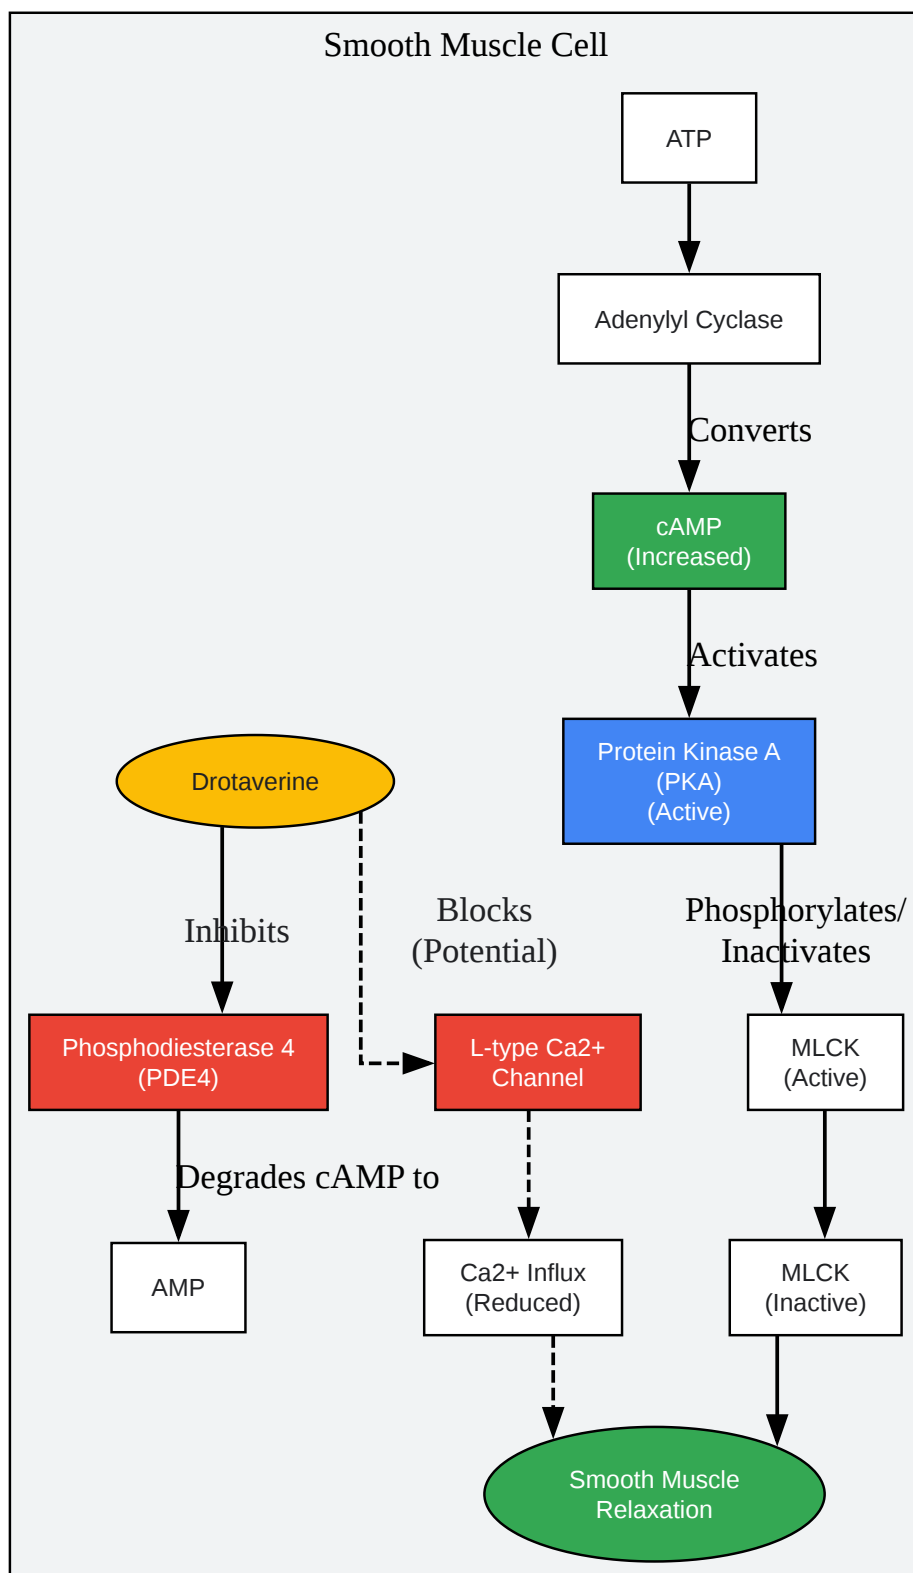 Smooth Muscle Cell
ATP
Adenylyl Cyclase
Converts
cAMP
(Increased)
Activates
Protein Kinase A
(PKA)
(Active)
Drotaverine
Inhibits
Blocks
(Potential)
Phosphorylates/
Inactivates
Phosphodiesterase 4
(PDE4)
L-type Ca2+
Channel
MLCK
(Active)
Degrades cAMP to
AMP
Ca2+ Influx
(Reduced)
MLCK
(Inactive)
Smooth Muscle
Relaxation